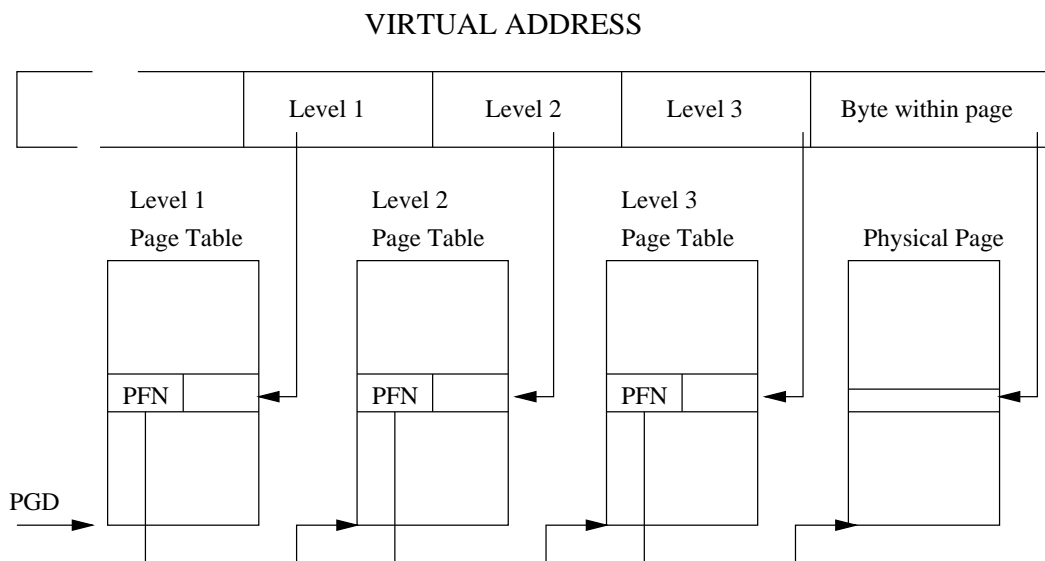 VIRTUAL ADDRESS
Level 1
Level 2
Level 3
Byte within page
Level 1
Page Table
Level 2
Page Table
Level 3
Page Table
Physical Page
PFN
PFN
PFN
PGD